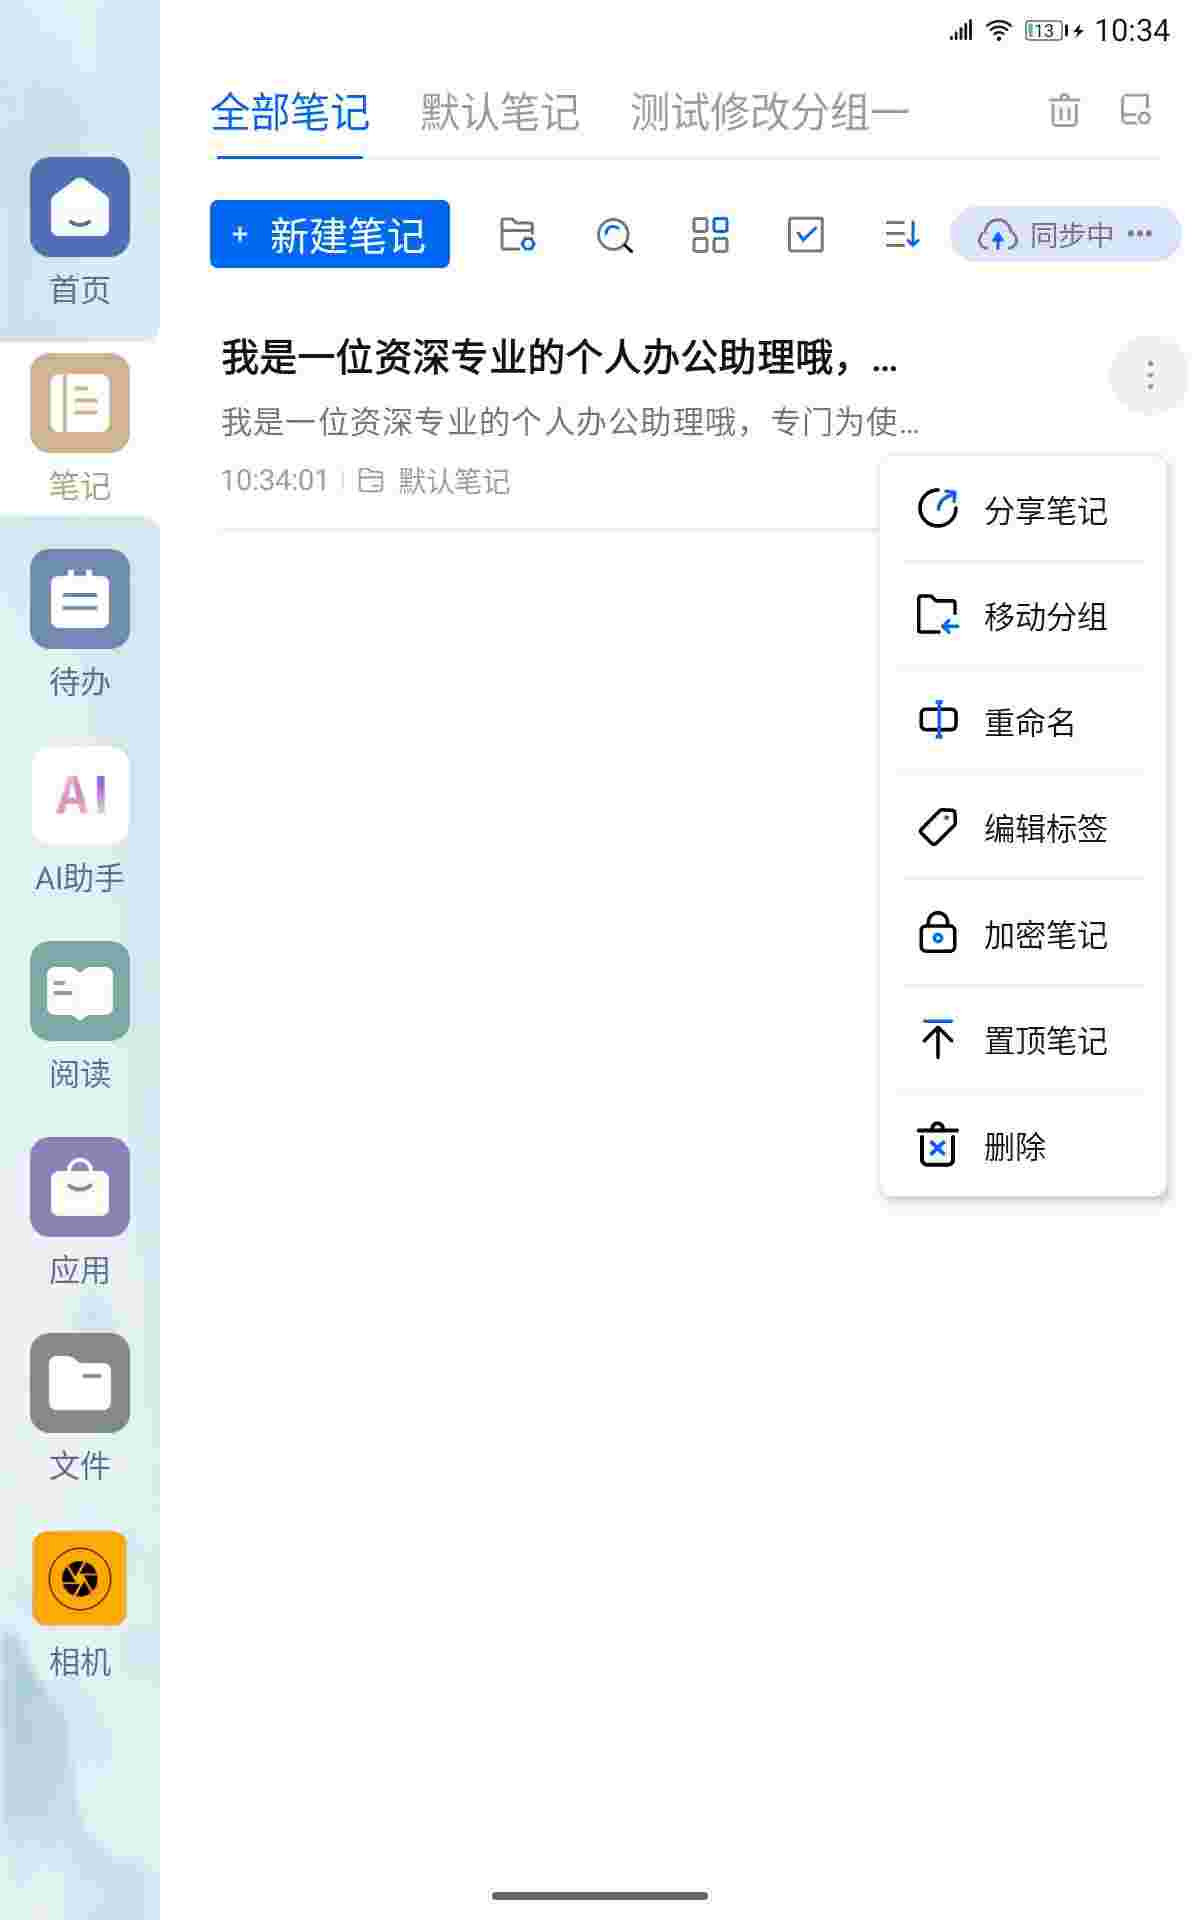 13 10:34
全部笔记 默认笔记 测试修改分组一
+ 新建笔记 同步中 •••
首页
我是一位资深专业的个人办公助理哦，...
我是一位资深专业的个人办公助理哦，专门为使...
10:34:01 默认笔记
笔记
待办
AI
AI助手
阅读
应用
文件
相机
分享笔记
移动分组
重命名
编辑标签
加密笔记
置顶笔记
删除